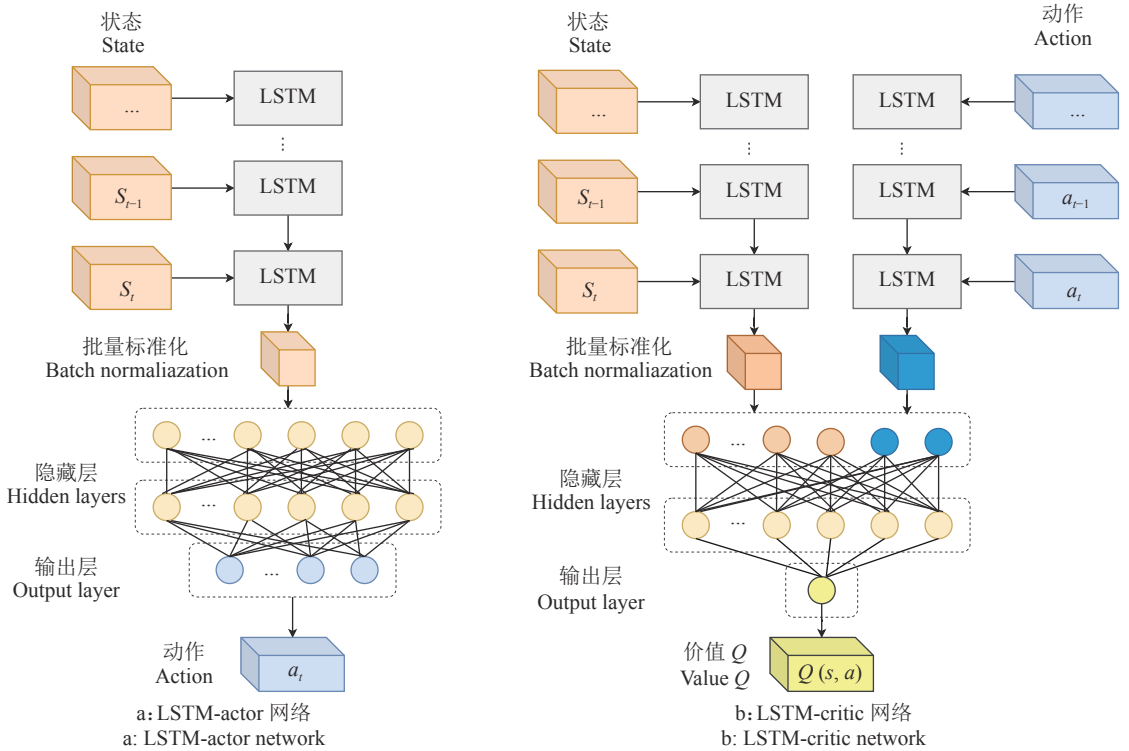 状态
State
...
LSTM
...
S_{t−1}
LSTM
S_t
LSTM
批量标准化
Batch normaliazation
...
隐藏层
Hidden layers
...
输出层
Output layer
...
动作
Action
a_t
a: LSTM-actor 网络
a: LSTM-actor network
状态
State
动作
Action
...
LSTM
LSTM
...
...
...
S_{t−1}
LSTM
LSTM
a_{t−1}
S_t
LSTM
LSTM
a_t
批量标准化
Batch normaliazation
...
隐藏层
Hidden layers
...
输出层
Output layer
价值 Q
Value Q
Q (s, a)
b: LSTM-critic 网络
b: LSTM-critic network